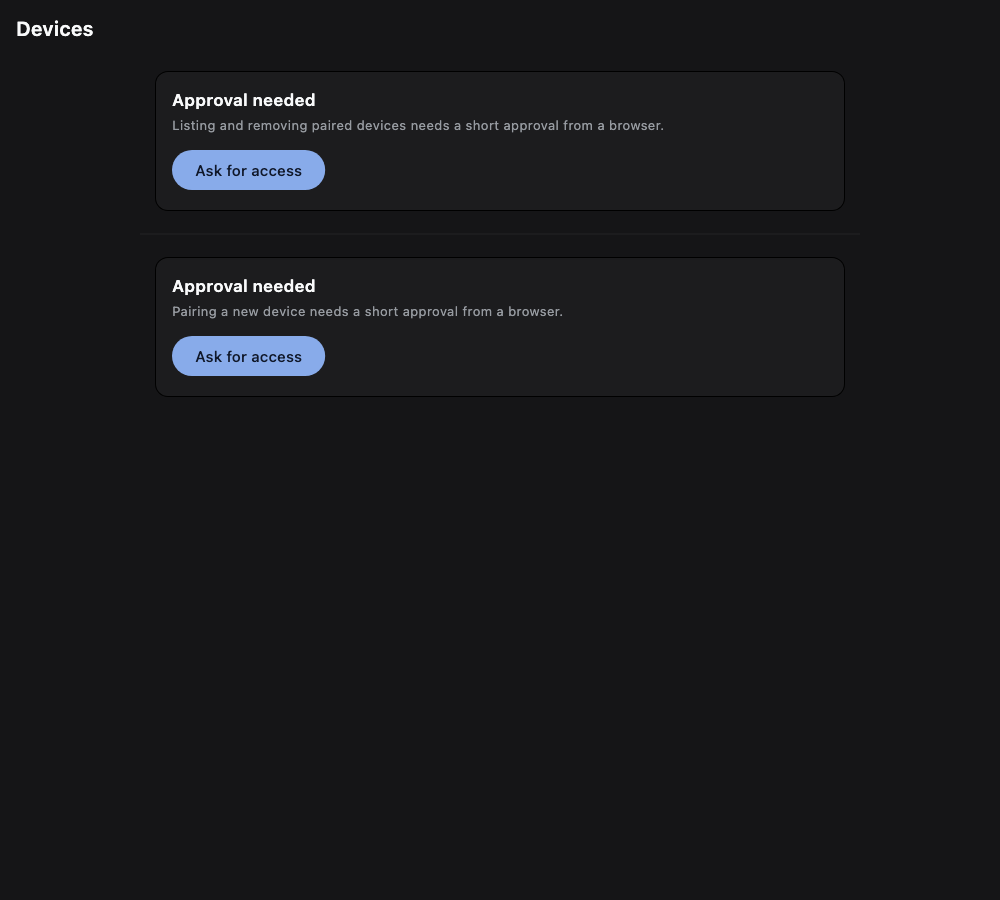 Devices
Approval needed
Listing and removing paired devices needs a short approval from a browser.
Ask for access
Approval needed
Pairing a new device needs a short approval from a browser.
Ask for access